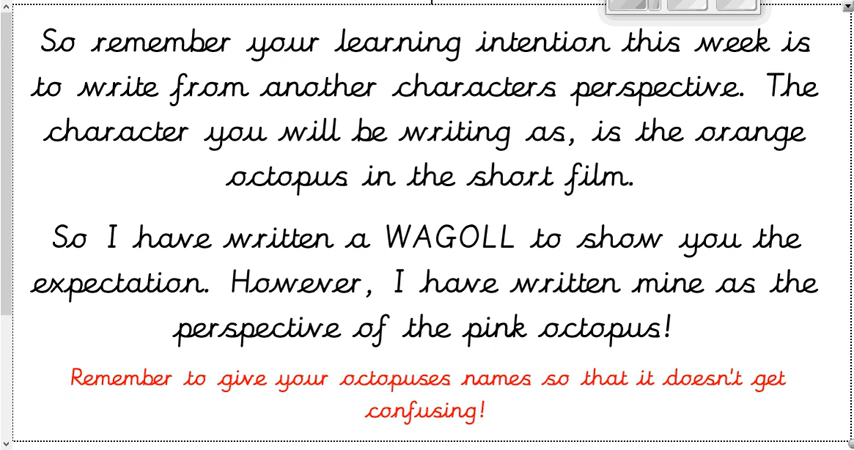 So remember your learning intention this week is
to write from another characters perspective. The
character you will be writing as, is the orange
octopus in the short film.
So I have written a WAGOLL to show you the
expectation. However, I have written mine as the
perspective of the pink octopus!
Remember to give your octopuses names so that it doesn't get
confusing!